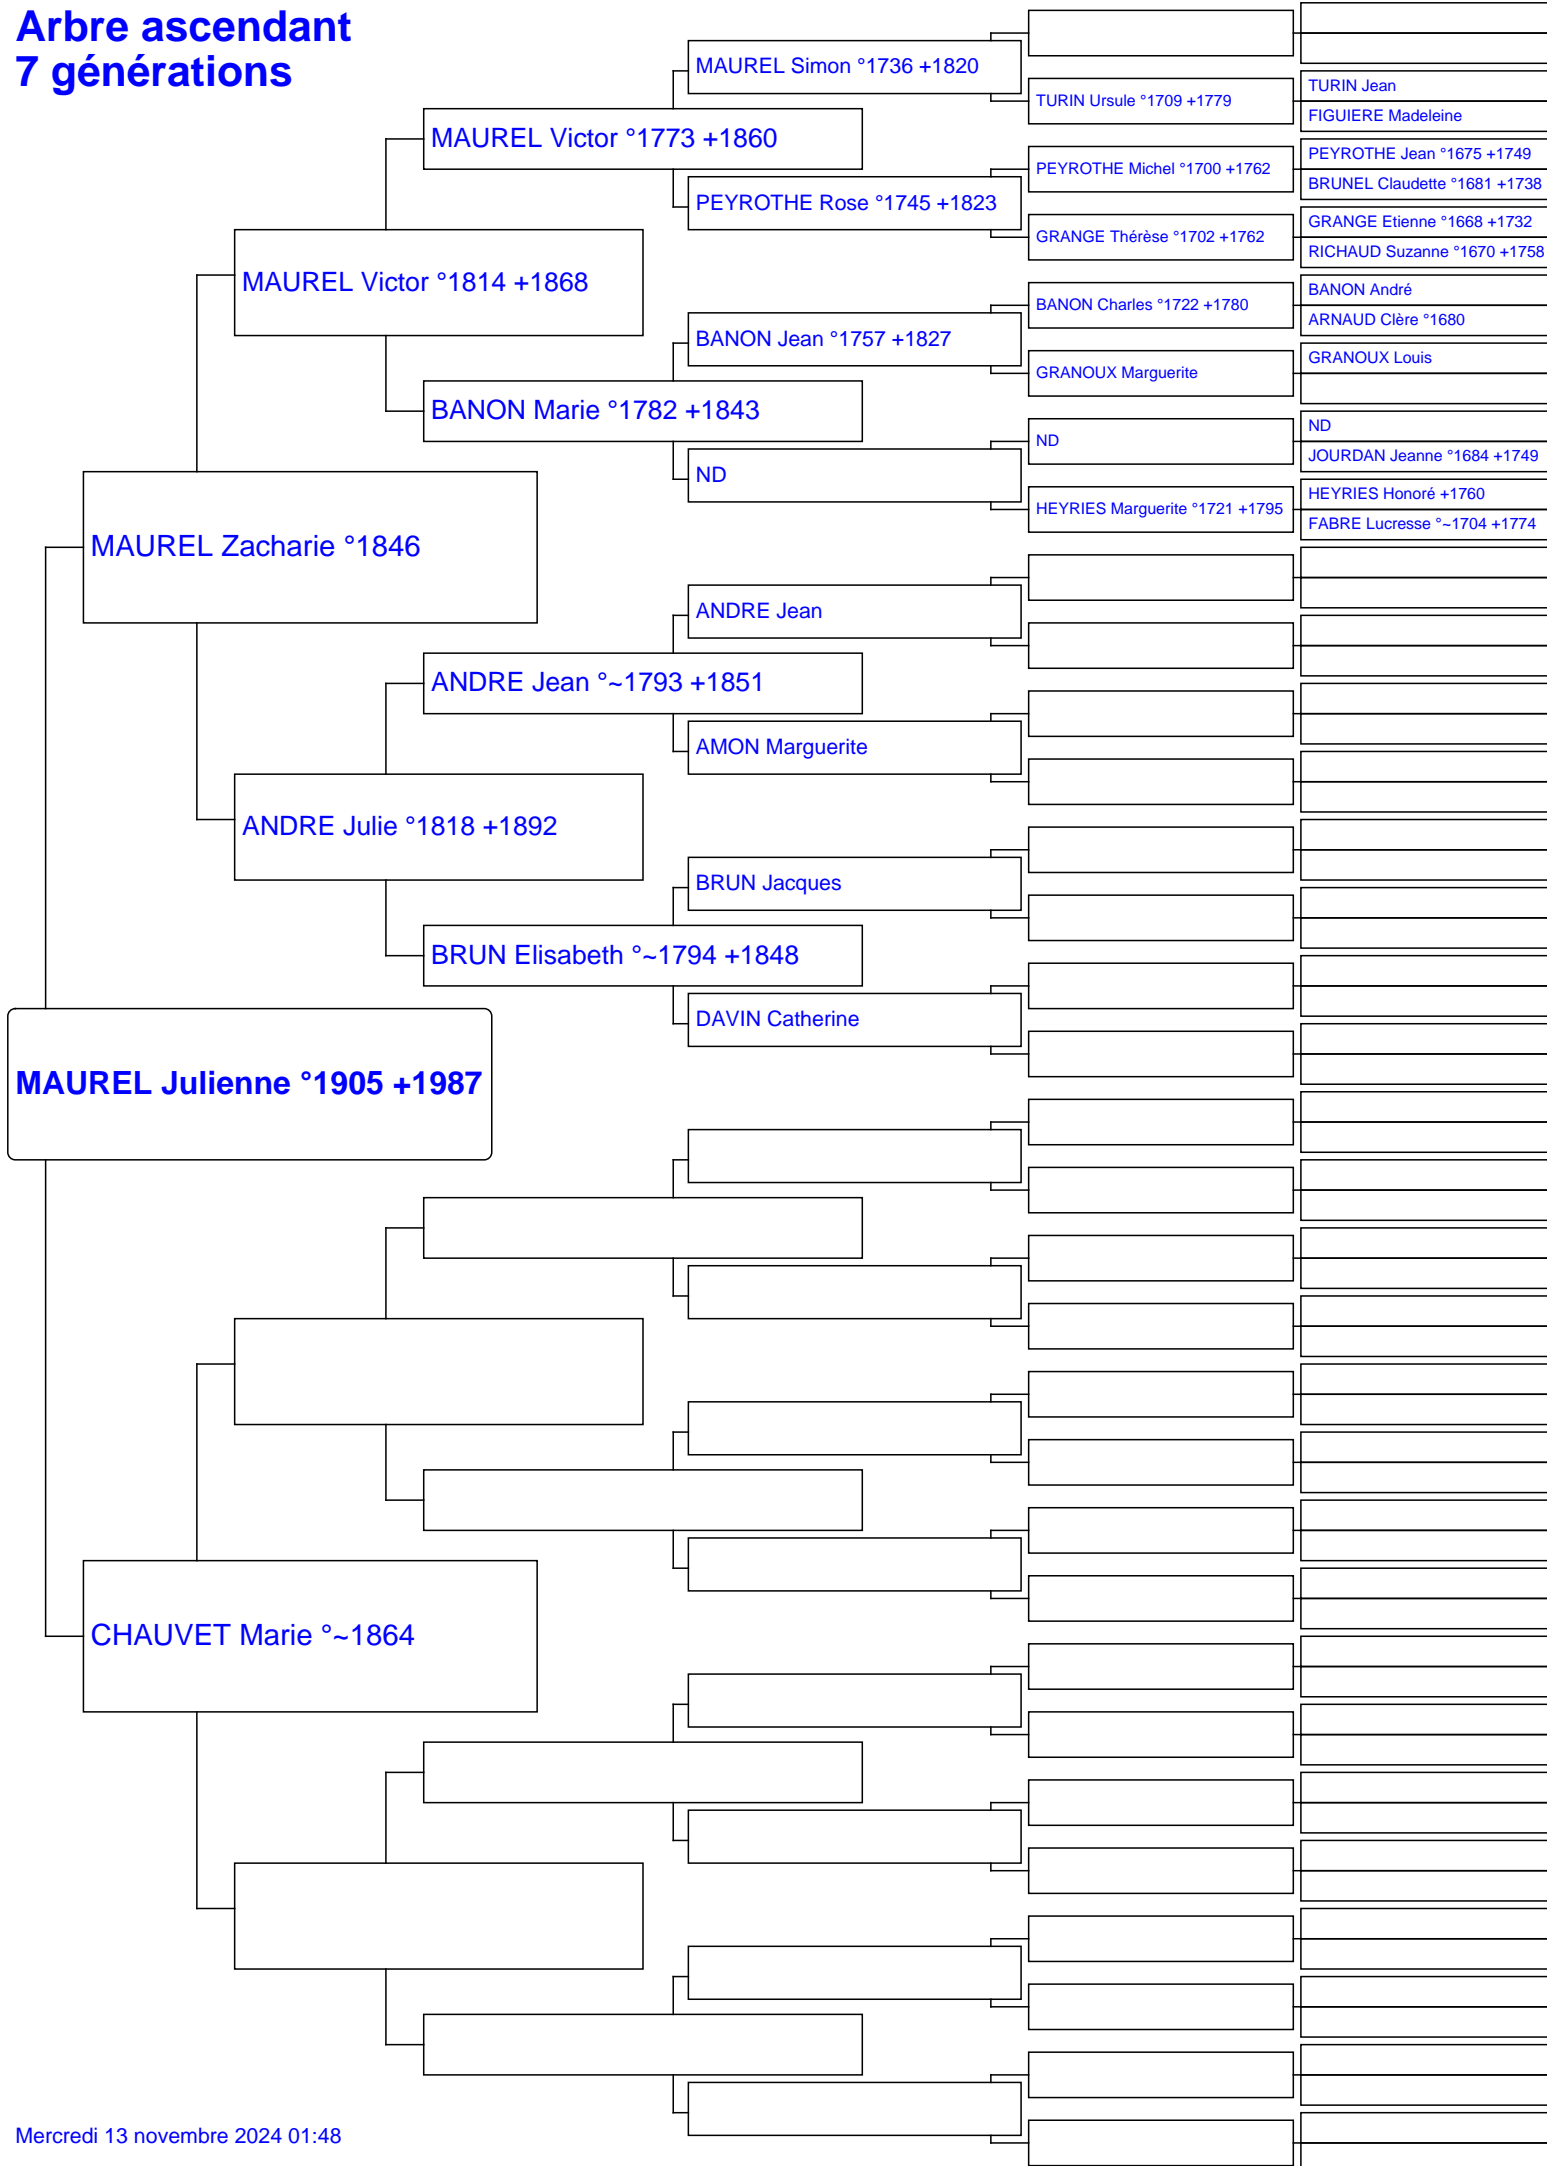 Arbre ascendant
7 générations
MAUREL Julienne °1905 +1987
MAUREL Zacharie °1846
CHAUVET Marie °~1864
MAUREL Victor °1814 +1868
ANDRE Julie °1818 +1892
MAUREL Victor °1773 +1860
BANON Marie °1782 +1843
ANDRE Jean °~1793 +1851
BRUN Elisabeth °~1794 +1848
MAUREL Simon °1736 +1820
PEYROTHE Rose °1745 +1823
BANON Jean °1757 +1827
ND
ANDRE Jean
AMON Marguerite
BRUN Jacques
DAVIN Catherine
TURIN Ursule °1709 +1779
PEYROTHE Michel °1700 +1762
GRANGE Thérèse °1702 +1762
BANON Charles °1722 +1780
GRANOUX Marguerite
ND
HEYRIES Marguerite °1721 +1795
TURIN Jean
FIGUIERE Madeleine
PEYROTHE Jean °1675 +1749
BRUNEL Claudette °1681 +1738
GRANGE Etienne °1668 +1732
RICHAUD Suzanne °1670 +1758
BANON André
ARNAUD Clère °1680
GRANOUX Louis
ND
JOURDAN Jeanne °1684 +1749
HEYRIES Honoré +1760
FABRE Lucresse °~1704 +1774
Mercredi 13 novembre 2024 01:48